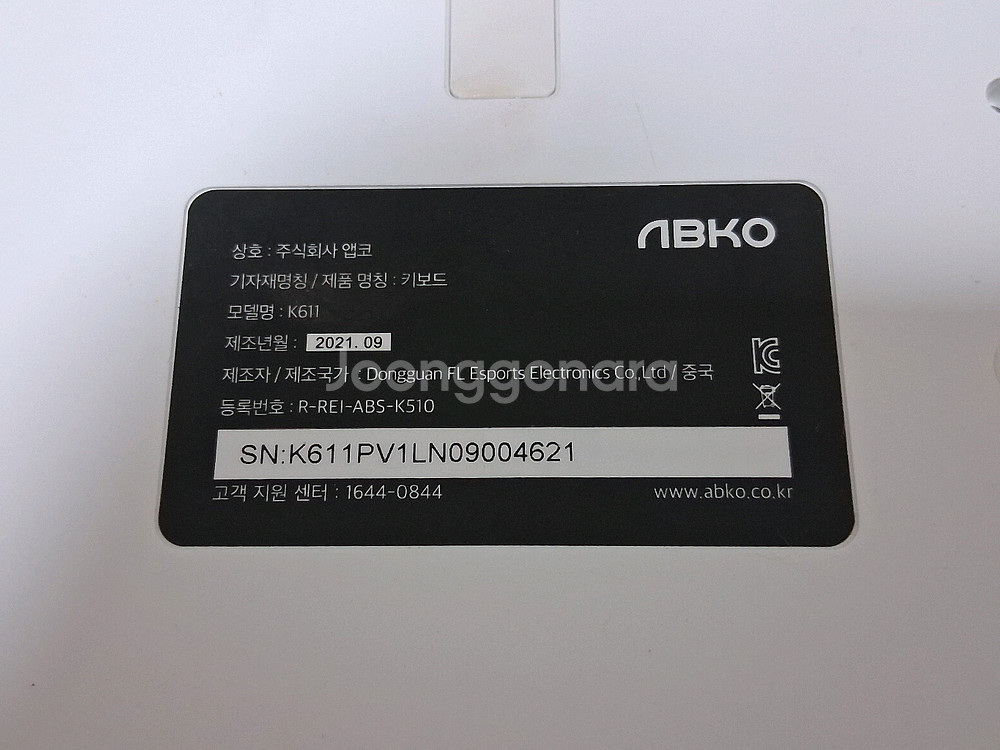 ABKO
상호 : 주식회사 앱코
기자재명칭 / 제품 명칭 : 키보드
모델명 : K611
제조년월 : 2021. 09
제조자 / 제조국가 : Dongguan FL Esports Electronics Co.,Ltd / 중국
Joonggonara
등록번호 : R-REI-ABS-K510
SN:K611PV1LN09004621
고객 지원 센터 : 1644-0844
www.abko.co.kr